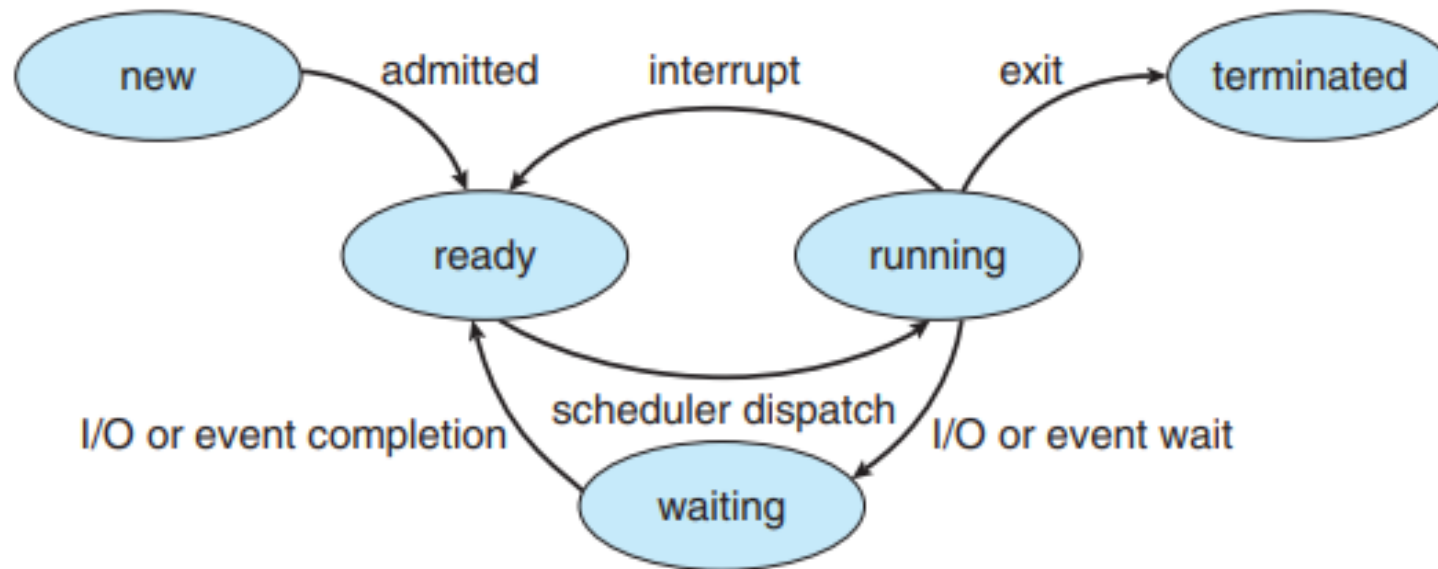 new
admitted
interrupt
exit
terminated
ready
running
scheduler dispatch
I/O or event completion
I/O or event wait
waiting